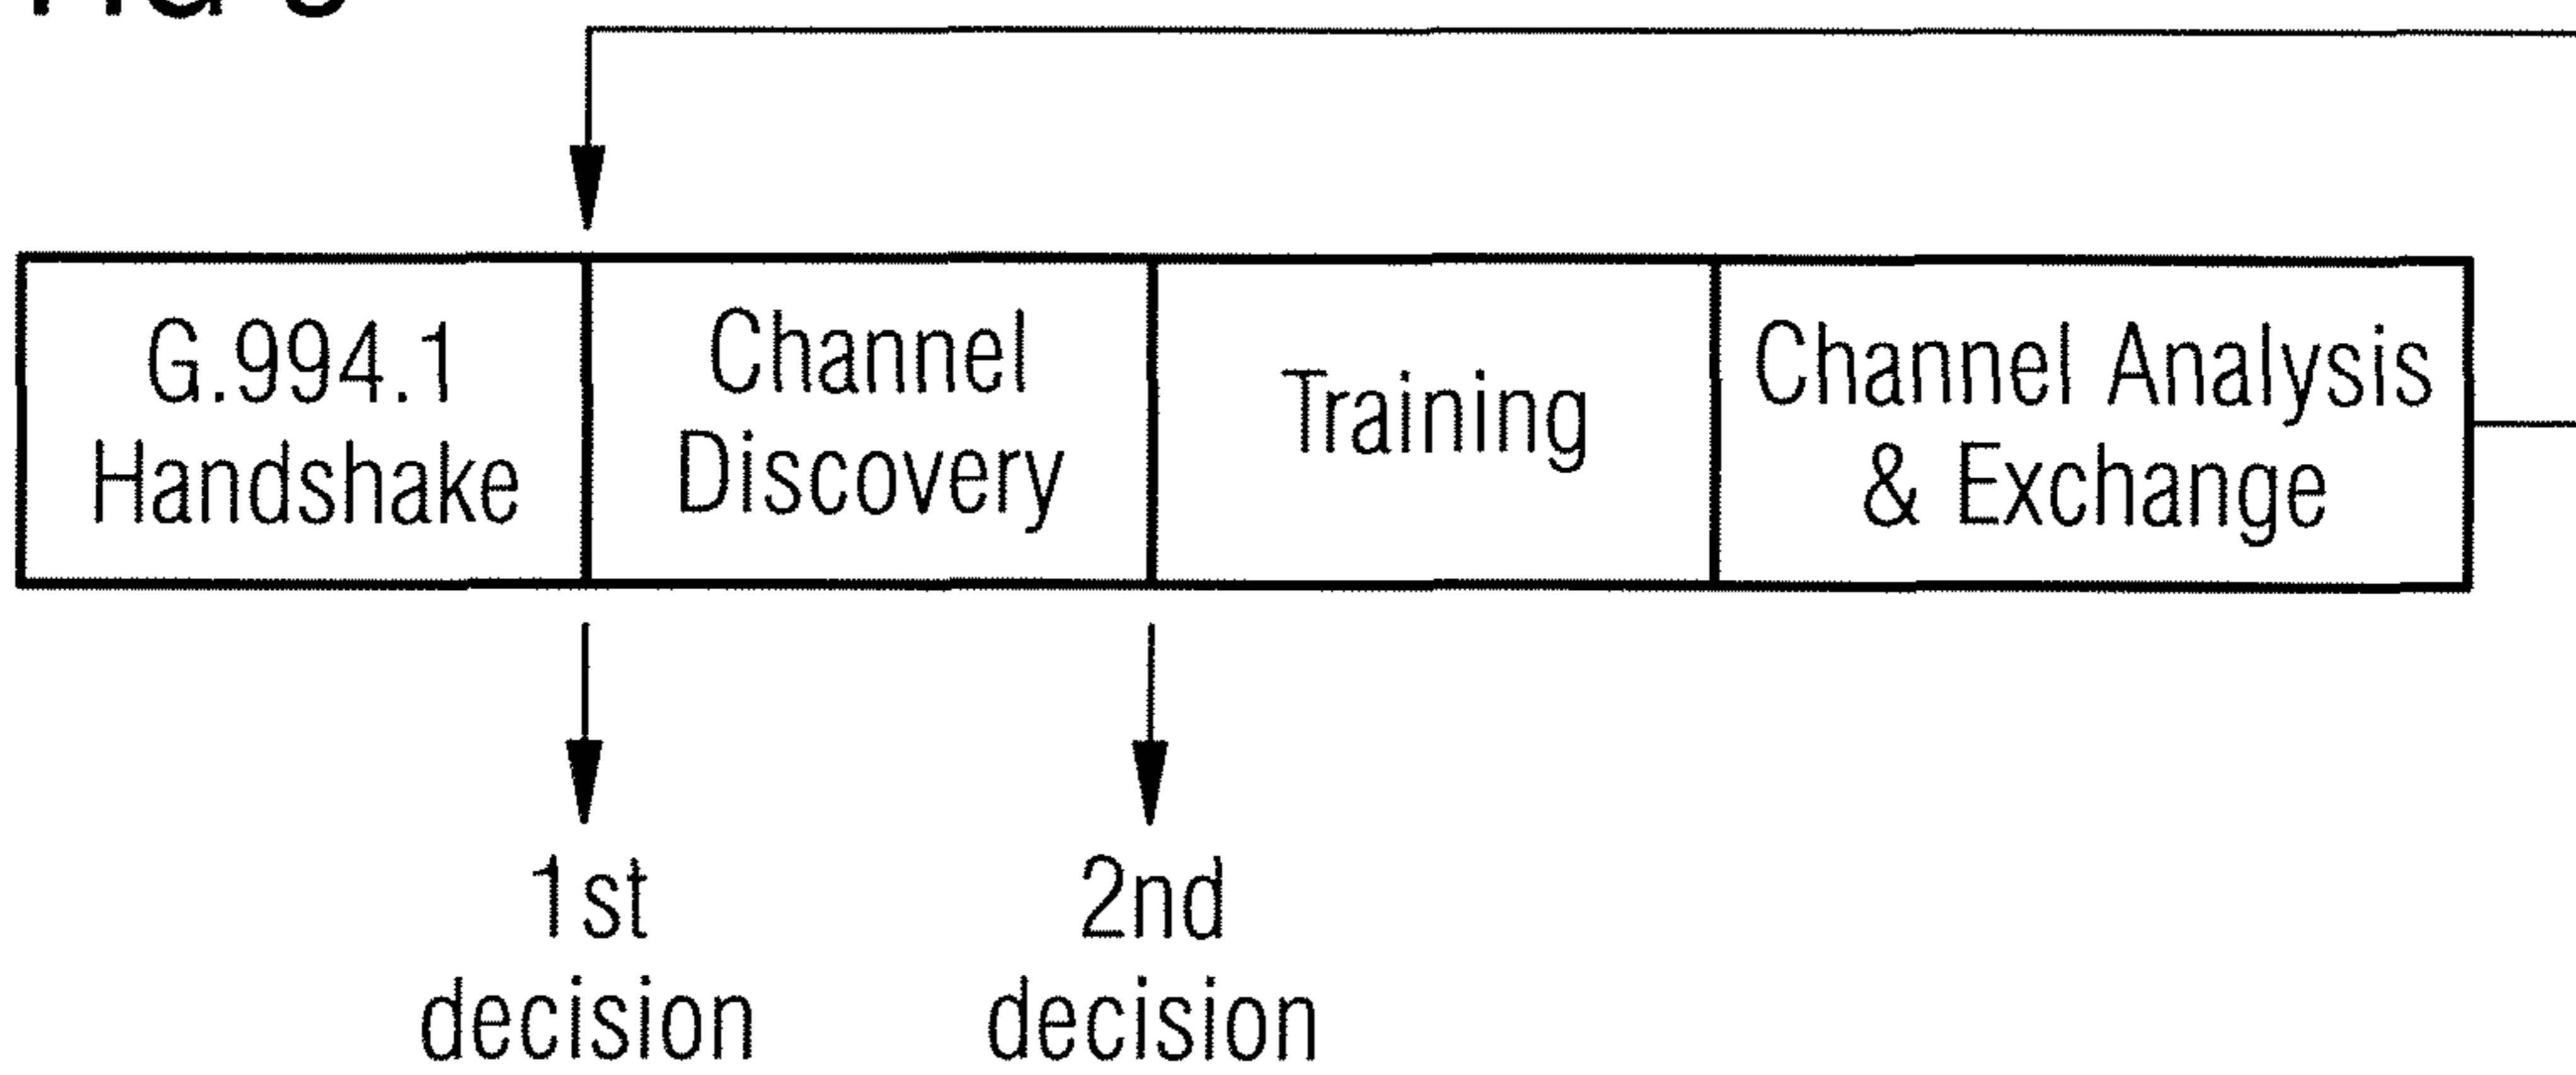 G.994.1
Handshake
Channel
Discovery
Training
Channel Analysis
& Exchange
1st
decision
2nd
decision